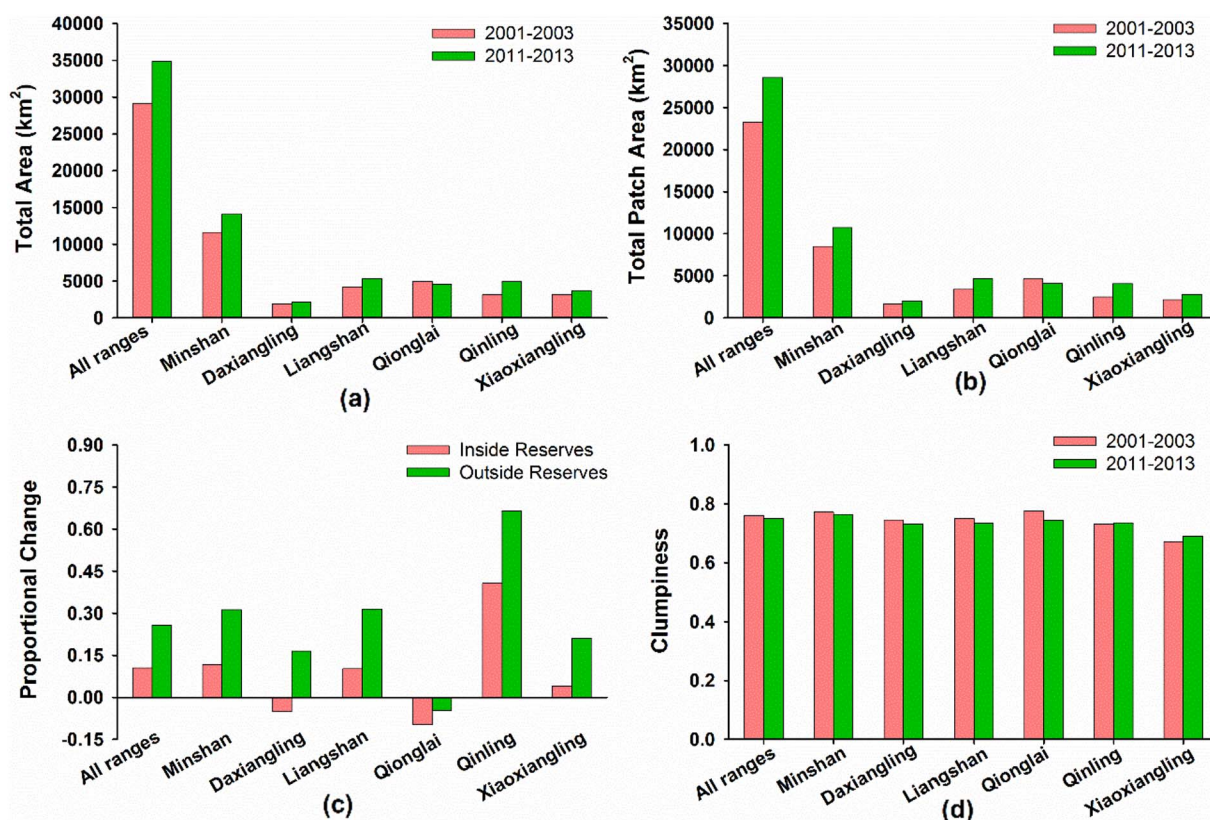 40000
35000
30000
25000
20000
15000
10000
5000
0
Total Area (km²)
2001-2003
2011-2013
All ranges
Minshan
Daxiangling
Liangshan
Qionglai
Qinling
Xiaoxiangling
(a)
35000
30000
25000
20000
15000
10000
5000
0
Total Patch Area (km²)
2001-2003
2011-2013
All ranges
Minshan
Daxiangling
Liangshan
Qionglai
Qinling
Xiaoxiangling
(b)
0.90
0.75
0.60
0.45
0.30
0.15
0.00
-0.15
Proportional Change
Inside Reserves
Outside Reserves
All ranges
Minshan
Daxiangling
Liangshan
Qionglai
Qinling
Xiaoxiangling
(c)
1.0
0.8
0.6
0.4
0.2
0.0
Clumpiness
2001-2003
2011-2013
All ranges
Minshan
Daxiangling
Liangshan
Qionglai
Qinling
Xiaoxiangling
(d)